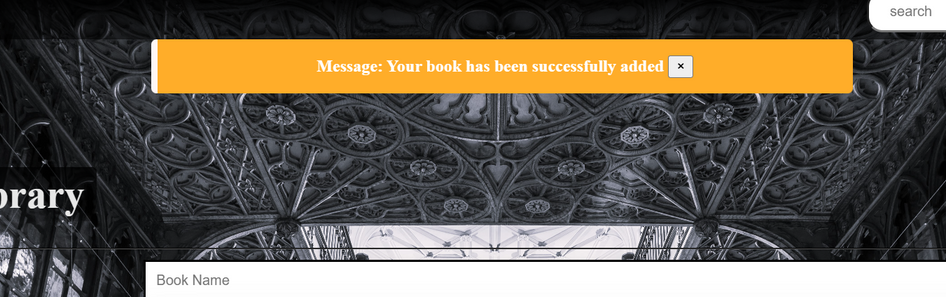 search
Message: Your book has been successfully added ×
brary
Book Name